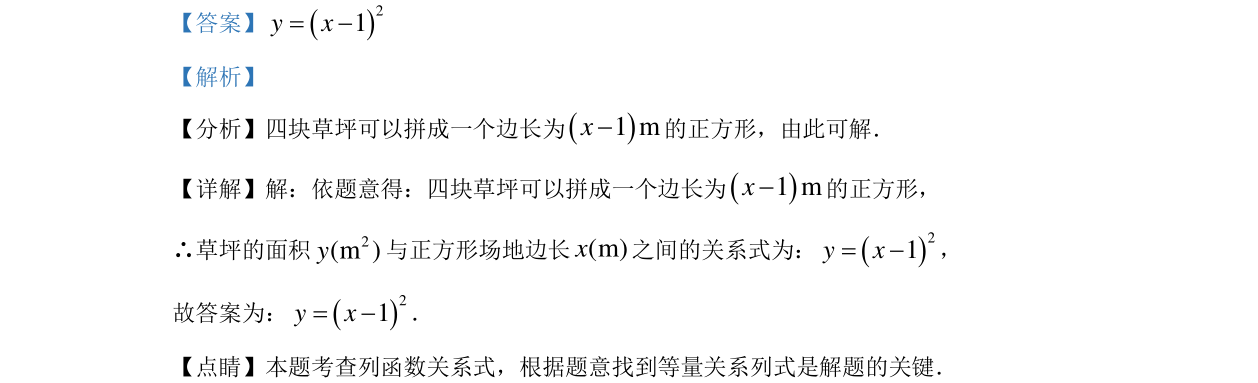 【答案】y=(x-1)²
【解析】
【分析】四块草坪可以拼成一个边长为(x-1)m的正方形，由此可解．
【详解】解：依题意得：四块草坪可以拼成一个边长为(x-1)m的正方形，
∴草坪的面积y(m²)与正方形场地边长x(m)之间的关系式为：y=(x-1)²，
故答案为：y=(x-1)²．
【点睛】本题考查列函数关系式，根据题意找到等量关系列式是解题的关键．